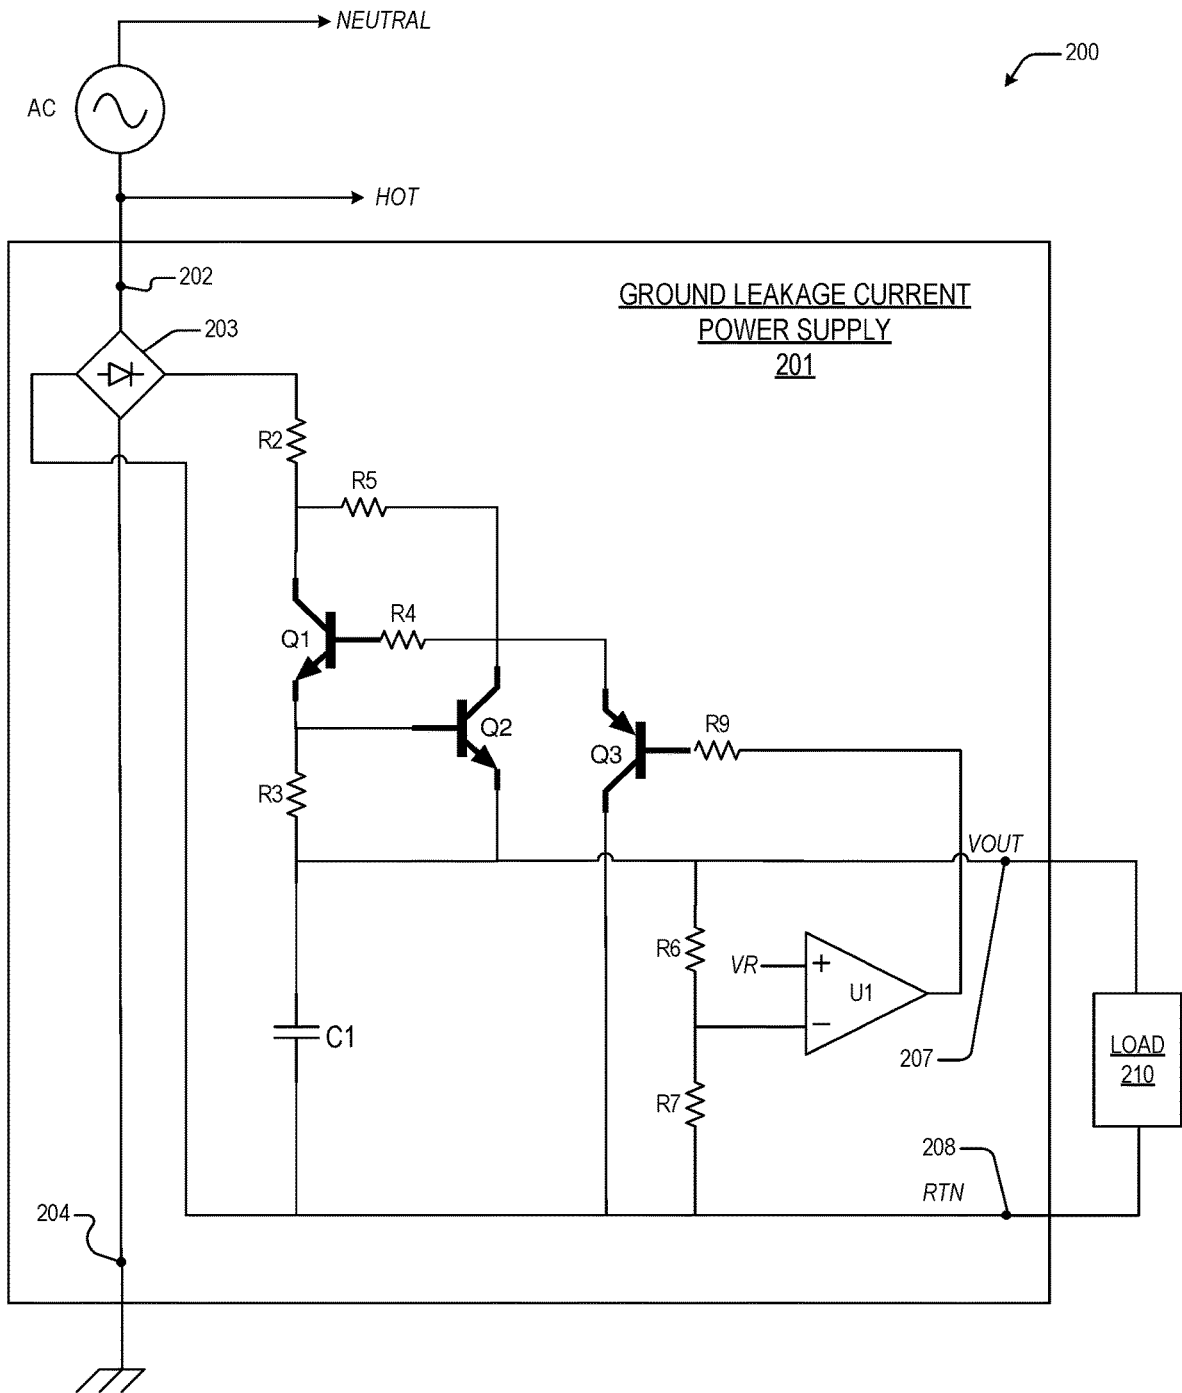 NEUTRAL
200
AC
HOT
202
GROUND LEAKAGE CURRENT
POWER SUPPLY
201
203
R2
R5
R4
Q1
Q2
Q3
R9
R3
VOUT
R6
VR
+
U1
−
C1
207
LOAD
210
R7
208
RTN
204